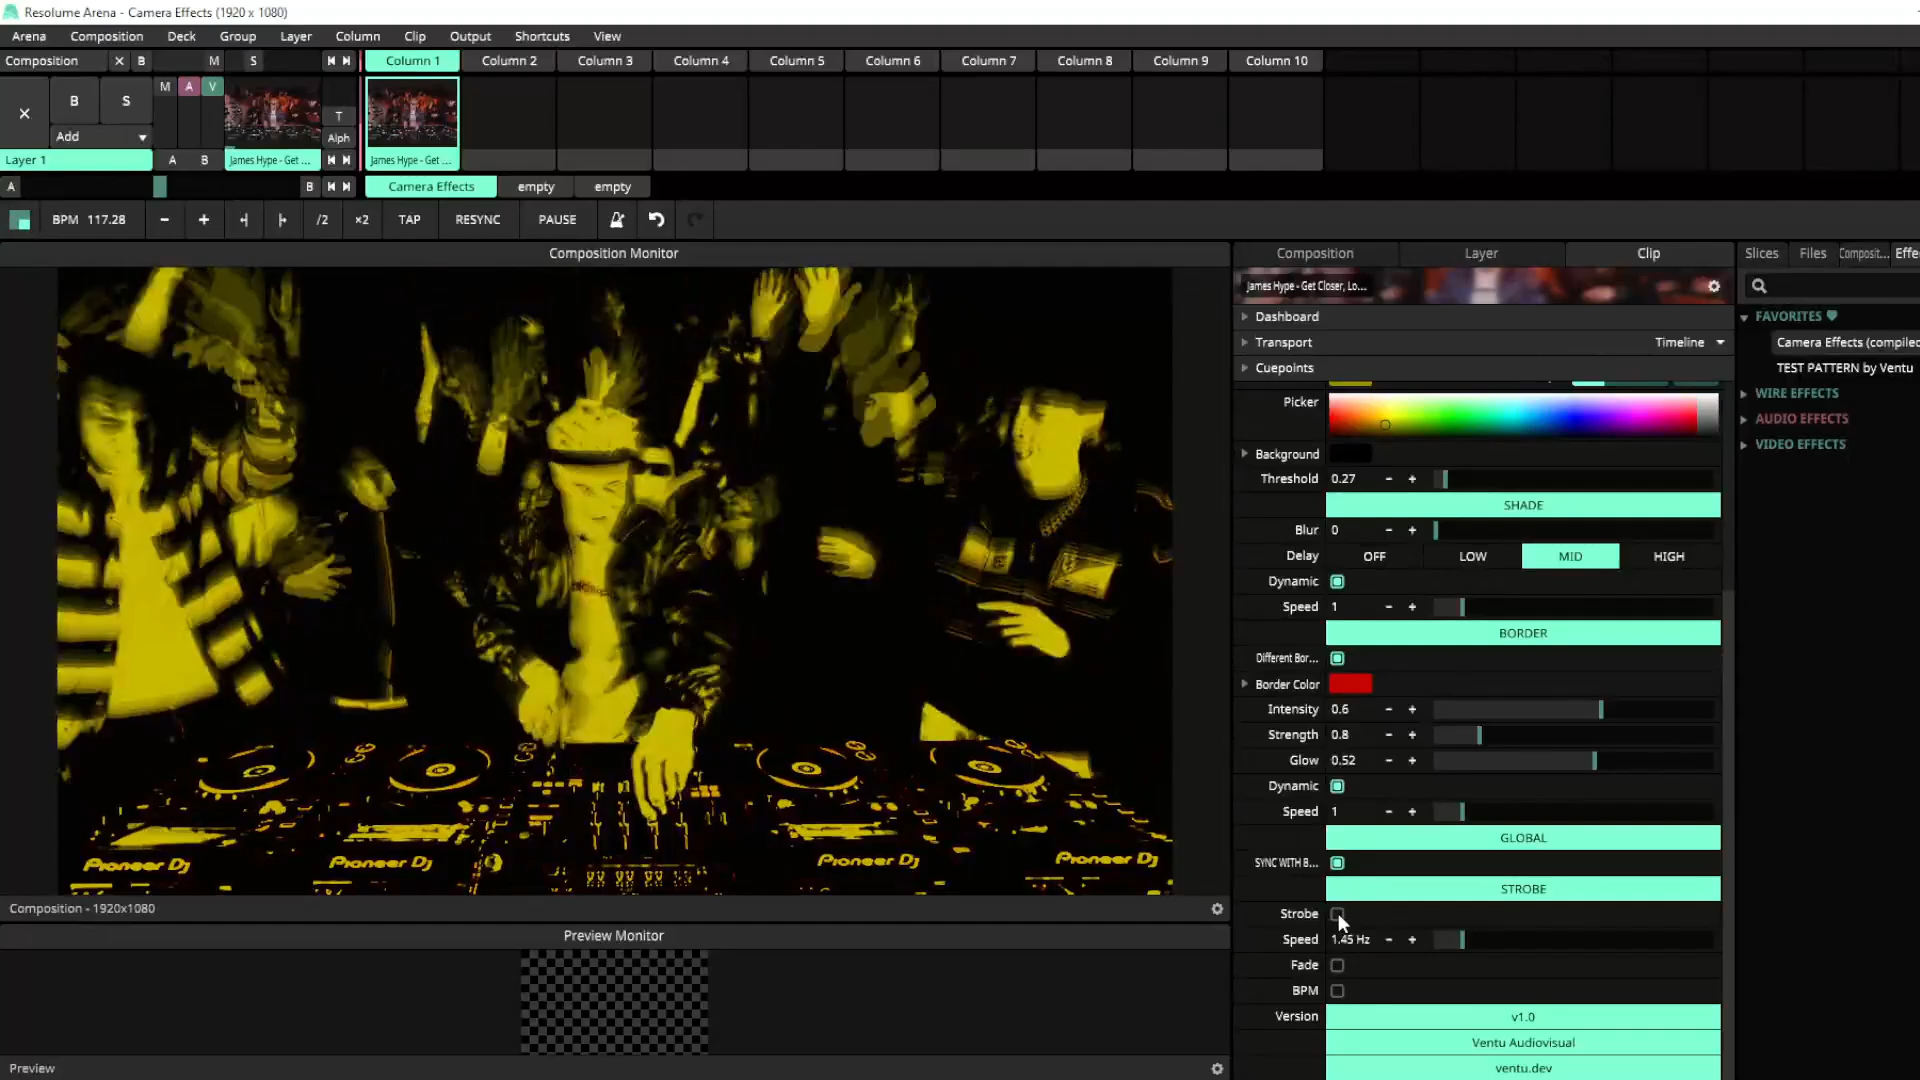 Resolume Arena - Camera Effects (1920 x 1080)
Arena Composition Deck Group Layer Column Clip Output Shortcuts View
Composition × B M S Column 1 Column 2 Column 3 Column 4 Column 5 Column 6 Column 7 Column 8 Column 9 Column 10
M A V
× B S
T
Add
Alph
Layer 1 A B James Hype - Get ... James Hype - Get ...
A B Camera Effects empty empty
BPM 117.28 - + /2 ×2 TAP RESYNC PAUSE
Composition Monitor
Composition Layer Clip
Slices Files Composit... Effe
James Hype - Get Closer, Lo...
Dashboard
Transport Timeline
Cuepoints
Picker
Background
Threshold 0.27 - +
SHADE
Blur 0 - +
Delay OFF LOW MID HIGH
Dynamic
Speed 1 - +
BORDER
Different Bor...
Border Color
Intensity 0.6 - +
Strength 0.8 - +
Glow 0.52 - +
Dynamic
Speed 1 - +
GLOBAL
SYNC WITH B...
STROBE
Strobe
Speed 1.45 Hz - +
Fade
BPM
Version v1.0
Ventu Audiovisual
ventu.dev
FAVORITES
Camera Effects (compiled
TEST PATTERN by Ventu
WIRE EFFECTS
AUDIO EFFECTS
VIDEO EFFECTS
Pioneer Dj Pioneer Dj Pioneer Dj Pioneer Dj
Composition - 1920x1080
Preview Monitor
Preview